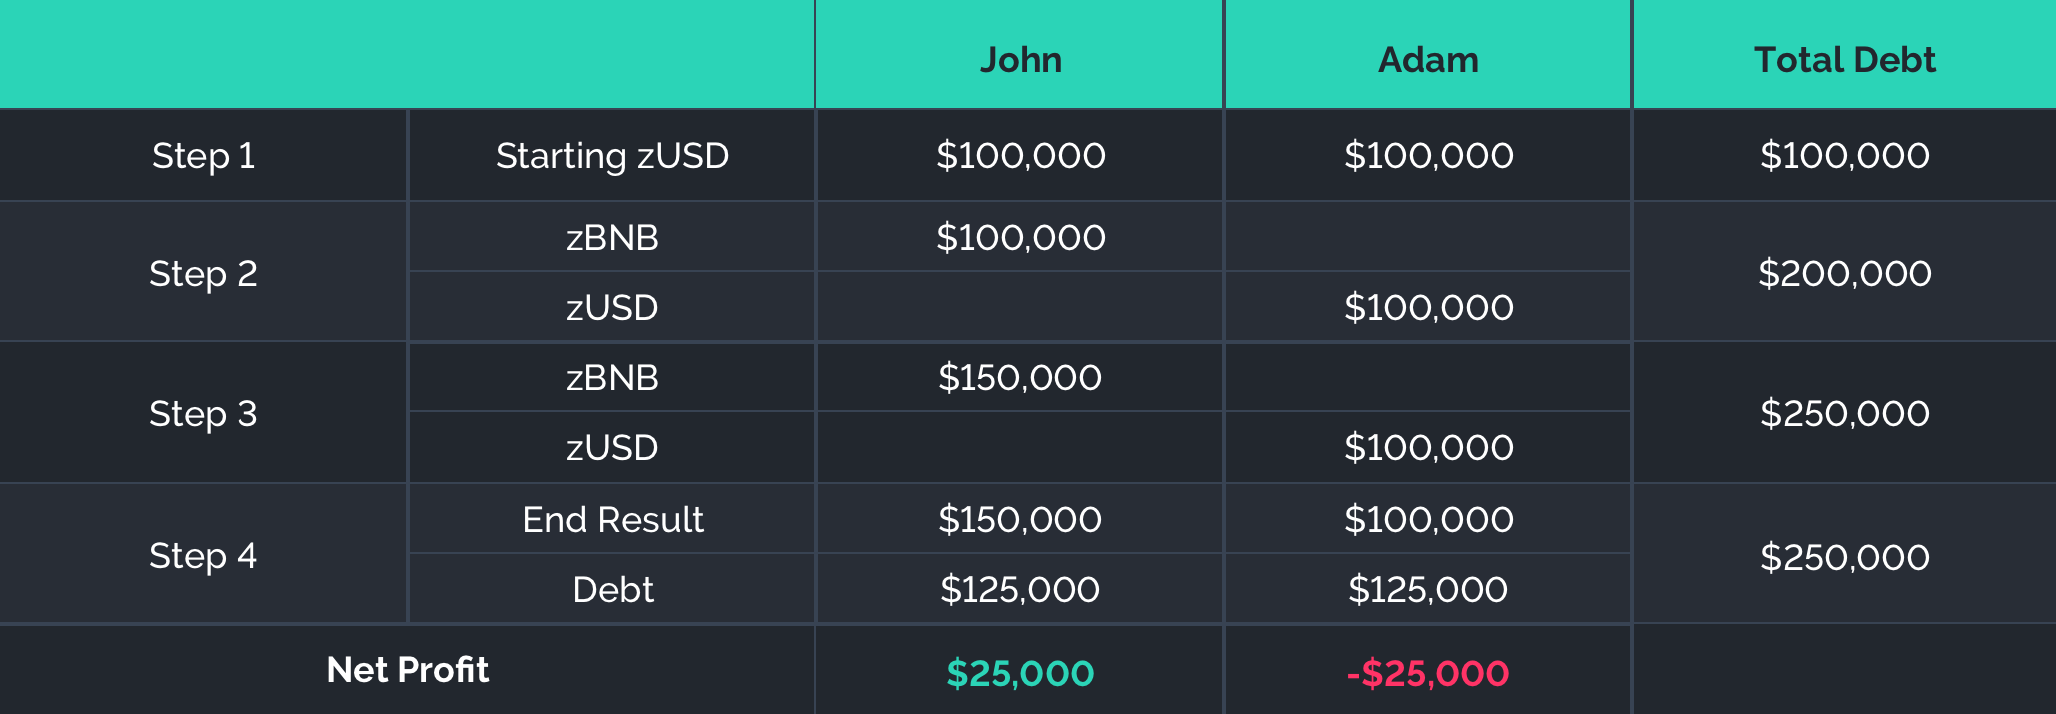 John Adam Total Debt
Step 1 Starting zUSD $100,000 $100,000 $100,000
zBNB $100,000
Step 2 $200,000
zUSD $100,000
zBNB $150,000
Step 3 $250,000
zUSD $100,000
End Result $150,000 $100,000
Step 4 $250,000
Debt $125,000 $125,000
Net Profit $25,000 -$25,000